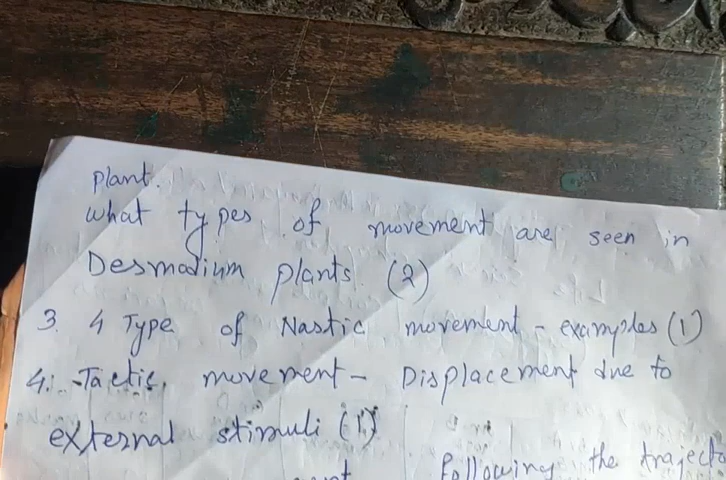 plant.
what types of movement are seen in
Desmodium plants (2)
3. 4 Type of Nastic movement - examples (1)
4. Tactic movement - Displacement due to
external stimuli (1)
Following the